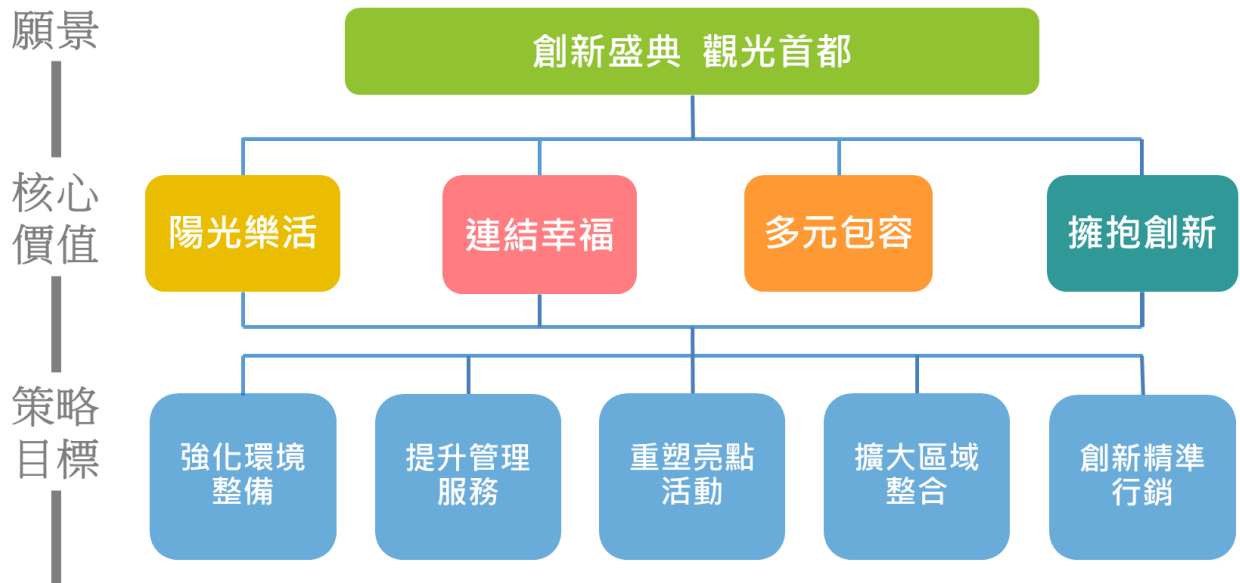 願景
創新盛典 觀光首都
核心
價值
陽光樂活
連結幸福
多元包容
擁抱創新
策略
目標
強化環境
整備
提升管理
服務
重塑亮點
活動
擴大區域
整合
創新精準
行銷